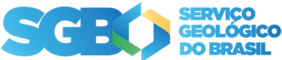 SGB
SERVIÇO
GEOLÓGICO
DO BRASIL